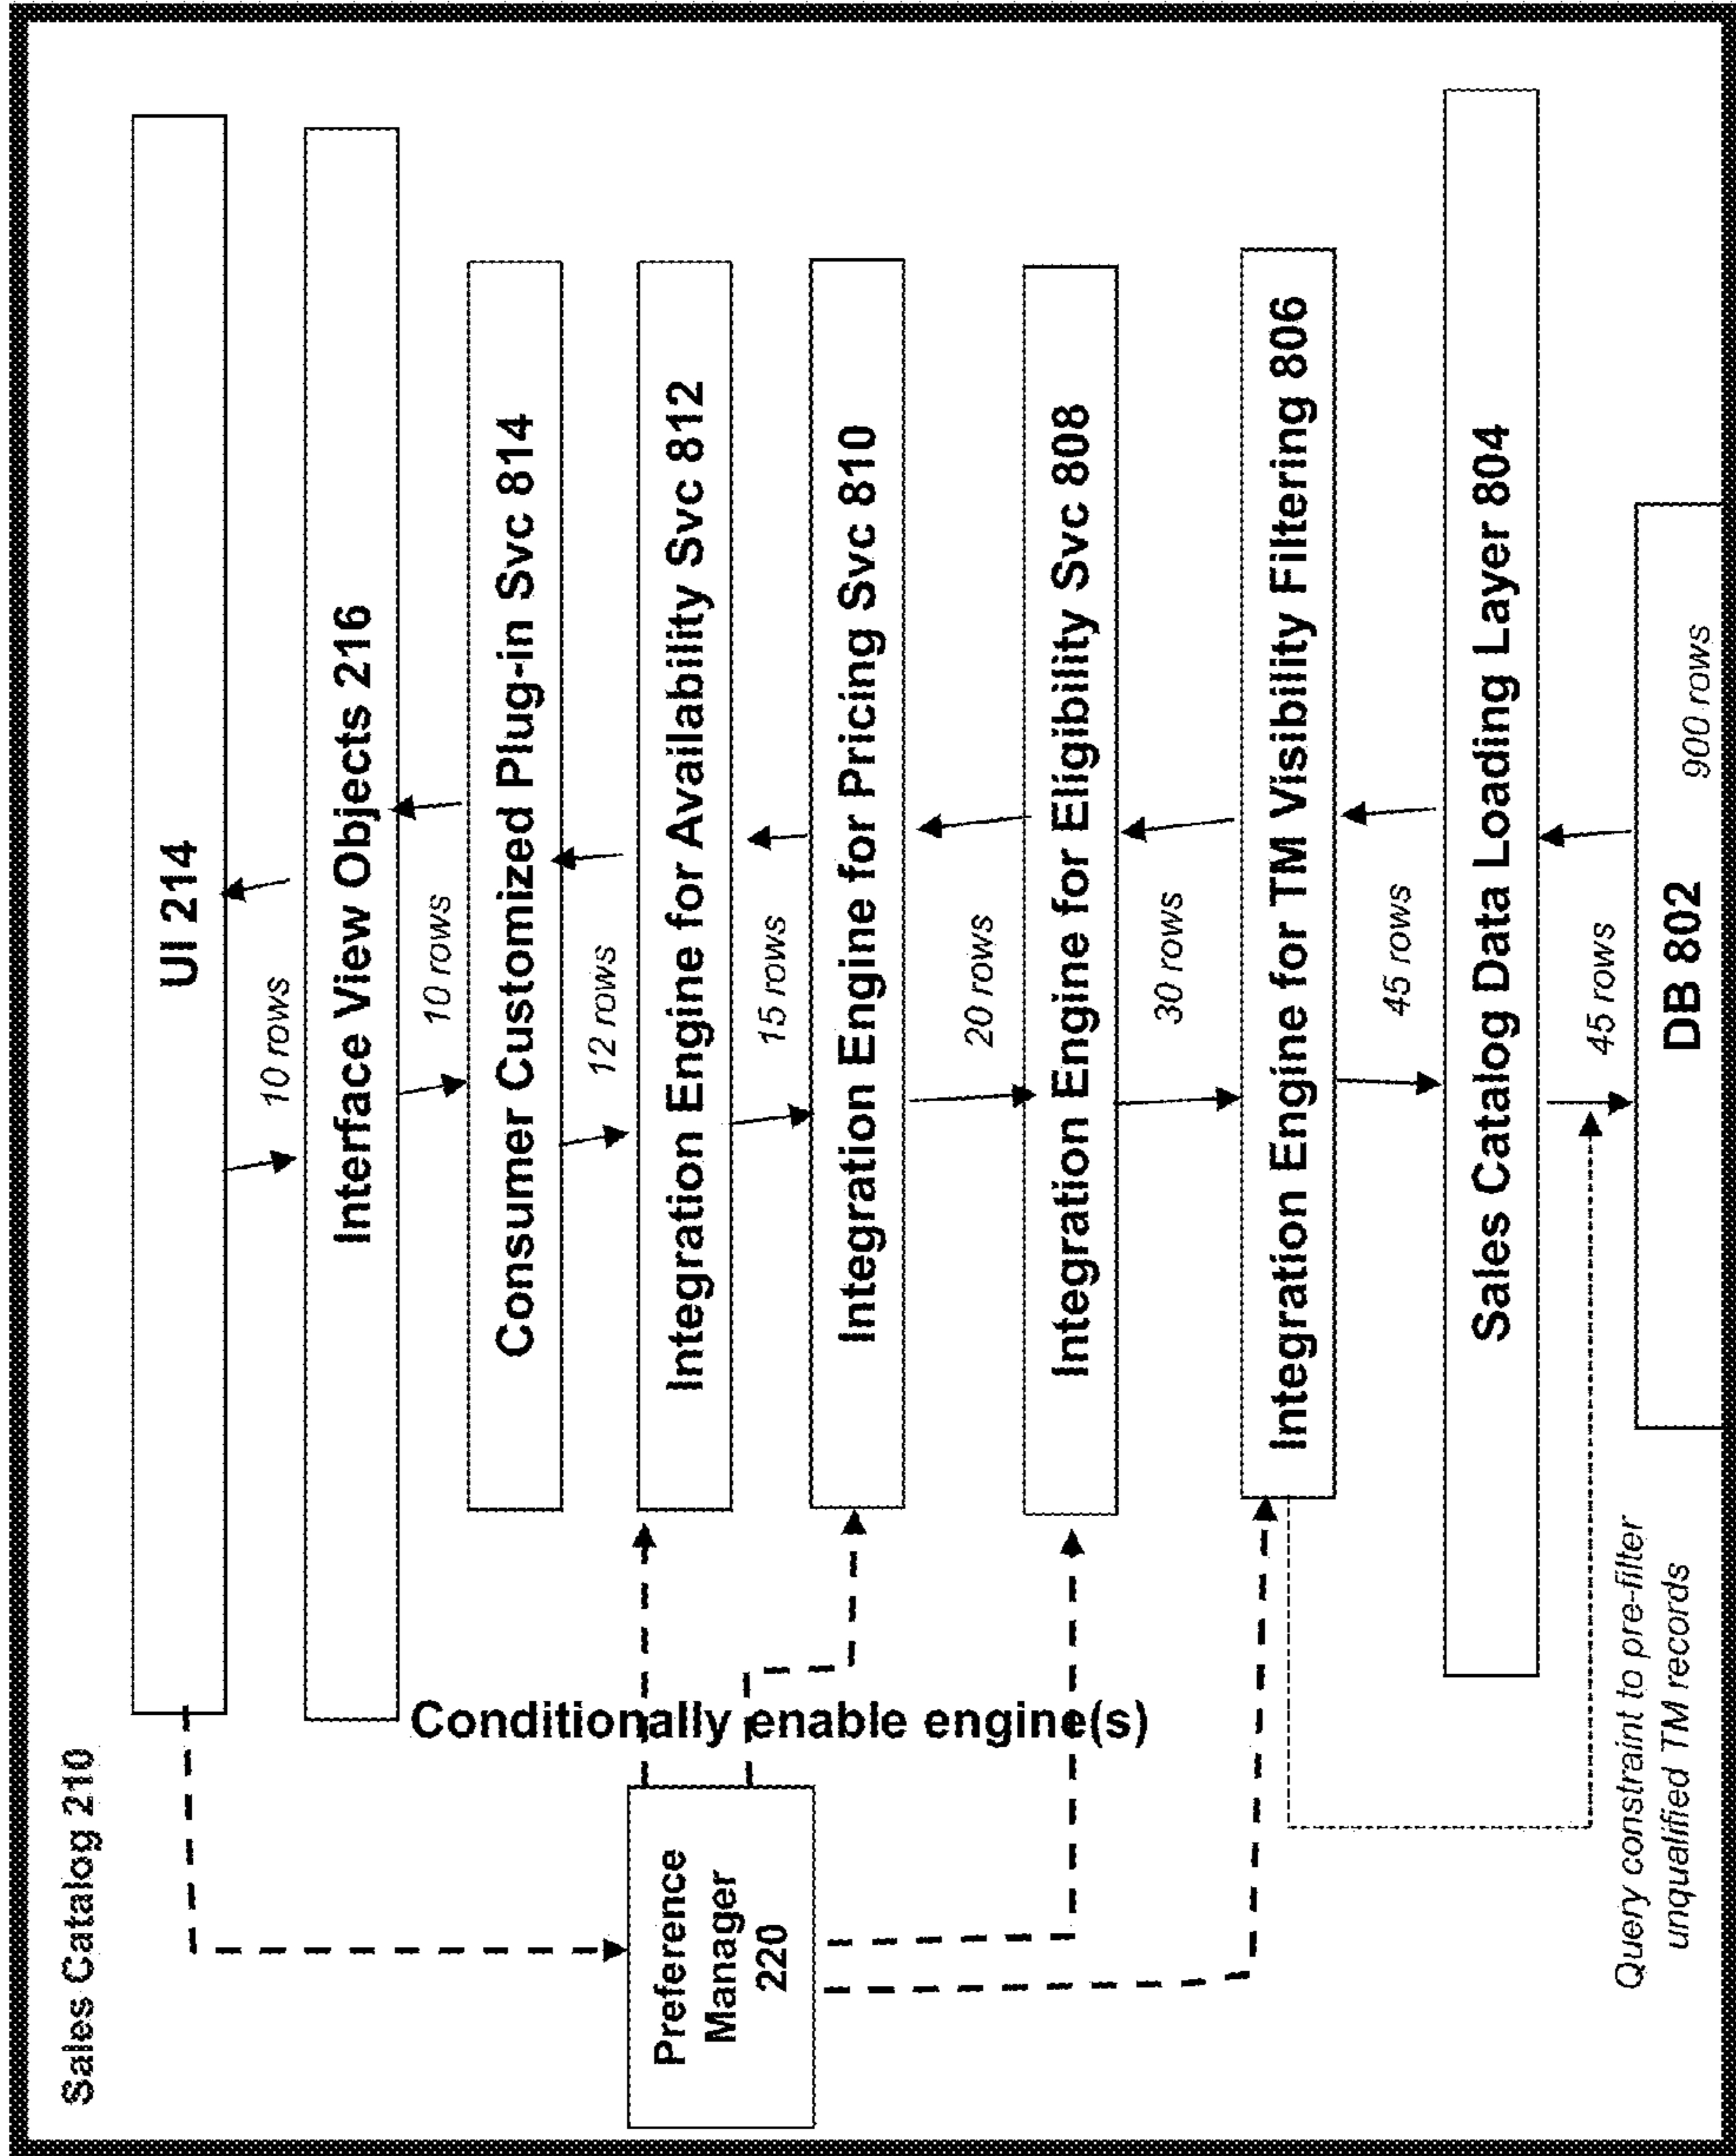 Sales Catalog 210
UI 214
10 rows
Interface View Objects 216
10 rows
Consumer Customized Plug-in Svc 814
12 rows
Integration Engine for Availability Svc 812
15 rows
Integration Engine for Pricing Svc 810
20 rows
Integration Engine for Eligibility Svc 808
30 rows
Integration Engine for TM Visibility Filtering 806
45 rows
Sales Catalog Data Loading Layer 804
45 rows
DB 802
900 rows
Conditionally enable engine(s)
Preference
Manager
220
Query constraint to pre-filter
unqualified TM records